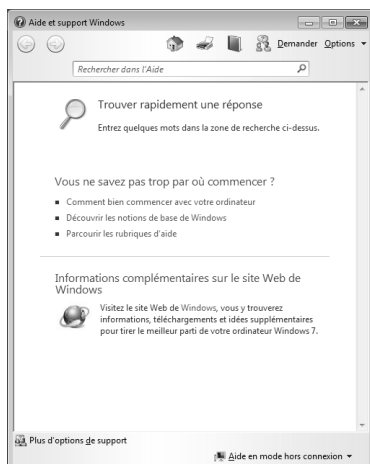 Aide et support Windows
Demander Options
Rechercher dans l'Aide
Trouver rapidement une réponse
Entrez quelques mots dans la zone de recherche ci-dessus.
Vous ne savez pas trop par où commencer ?
Comment bien commencer avec votre ordinateur
Découvrir les notions de base de Windows
Parcourir les rubriques d'aide
Informations complémentaires sur le site Web de
Windows
Visitez le site Web de Windows, vous y trouverez
informations, téléchargements et idées supplémentaires
pour tirer le meilleur parti de votre ordinateur Windows 7.
Plus d'options de support
Aide en mode hors connexion